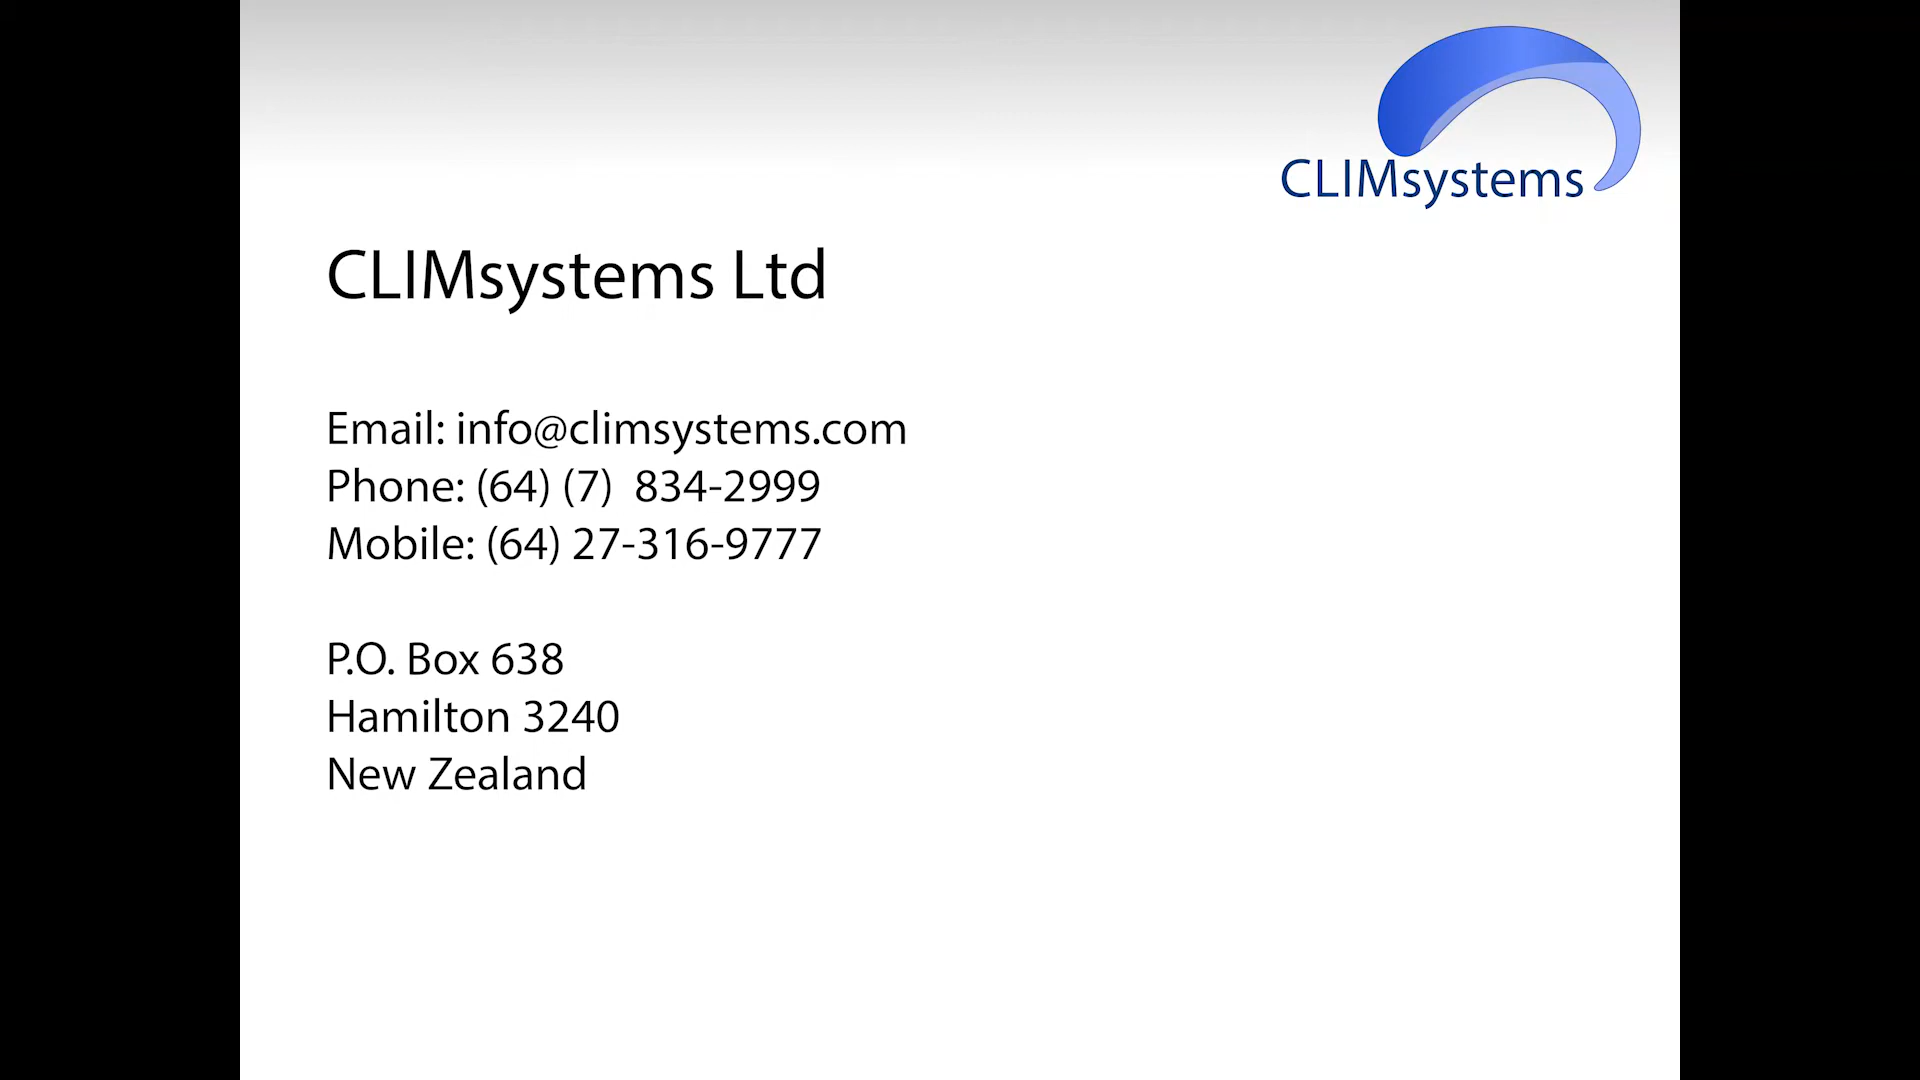 CLIMsystems
CLIMsystems Ltd
Email: info@climsystems.com
Phone: (64) (7)  834-2999
Mobile: (64) 27-316-9777
P.O. Box 638
Hamilton 3240
New Zealand